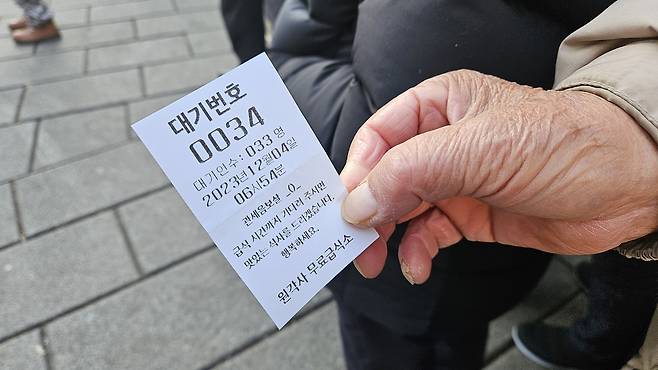 대기번호
0034
대기인수 : 033 명
2023년12월04일
06시54분
관세음보살 _0_
급식 시간까지 기다려 주시면
맛있는 식사를 드리겠습니다.
행복하세요.
원각사 무료급식소